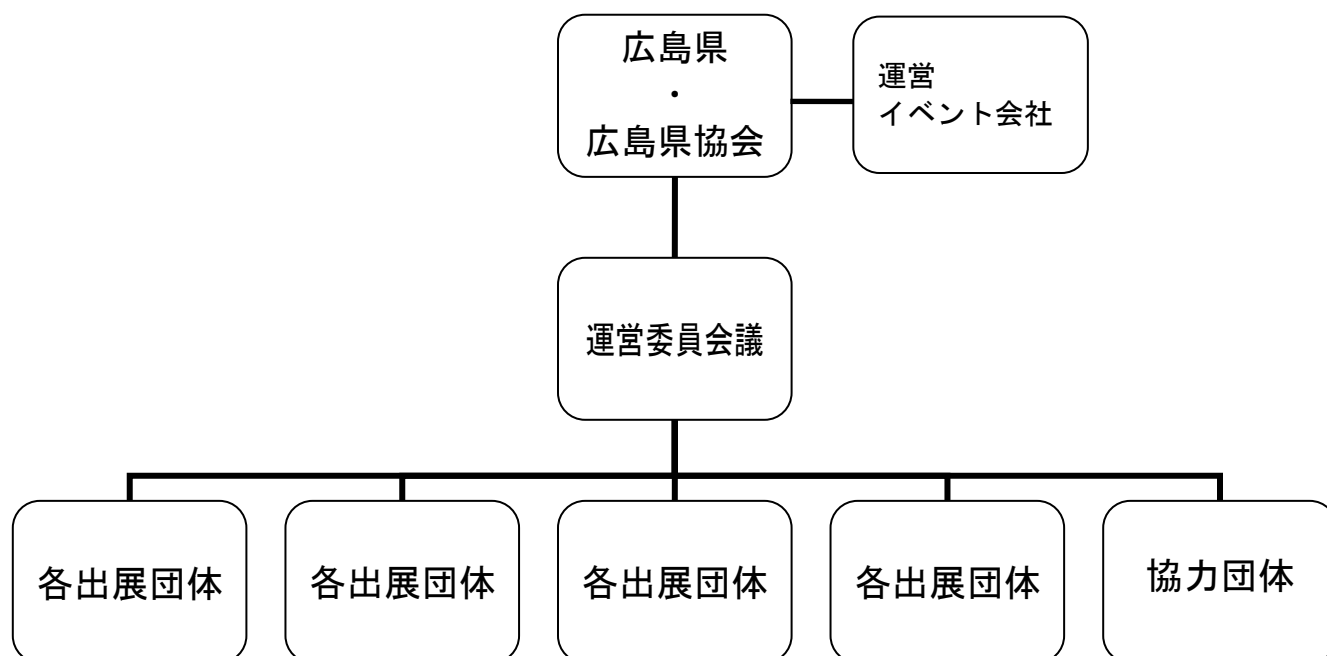 広島県
・
広島県協会
運営
イベント会社
運営委員会議
各出展団体
各出展団体
各出展団体
各出展団体
協力団体